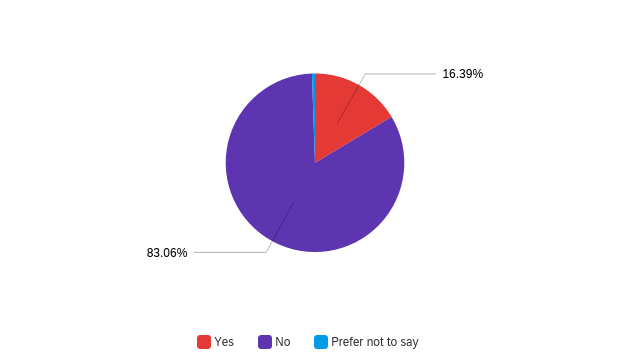 16.39%
83.06%
Yes No Prefer not to say